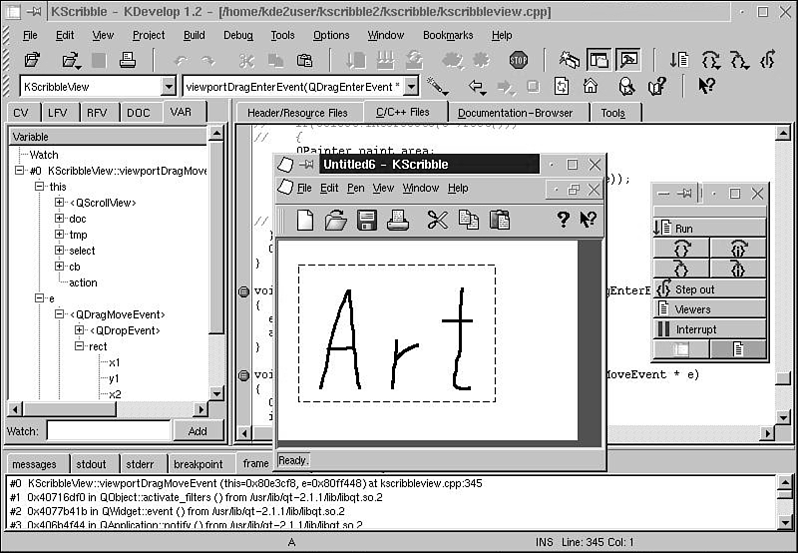 KScribble - KDevelop 1.2 - [/home/kde2user/kscribble2/kscribble/kscribbleview.cpp]
File Edit View Project Build Debug Tools Options Window Bookmarks Help
STOP
KScribbleView viewportDragEnterEvent(QDragEnterEvent *
CV LFV RFV DOC VAR
Header/Resource Files C/C++ Files Documentation-Browser Tools
Variable
Watch
#0 KScribbleView::viewportDragMove
this
<QScrollView>
doc
tmp
select
cb
action
e
<QDragMoveEvent>
<QDropEvent>
rect
x1
y1
x2
Watch: Add
//
// {
QPainter paint area;
e));
//
}
}
voi
{
}
voi
{
MoveEvent * e)
Untitled6 - KScribble
File Edit Pen View Window Help
Art
Ready.
Run
Step out
Viewers
Interrupt
messages stdout stderr breakpoint frame
#0 KScribbleView::viewportDragMoveEvent (this=0x80e3cf8, e=0x80ff448) at kscribbleview.cpp:345
#1 0x40716df0 in QObject::activate_filters () from /usr/lib/qt-2.1.1/lib/libqt.so.2
#2 0x4077b41b in QWidget::event () from /usr/lib/qt-2.1.1/lib/libqt.so.2
#3 0x406b4f44 in QApplication::notify () from /usr/lib/qt-2.1.1/lib/libqt.so.2
A INS Line: 345 Col: 1